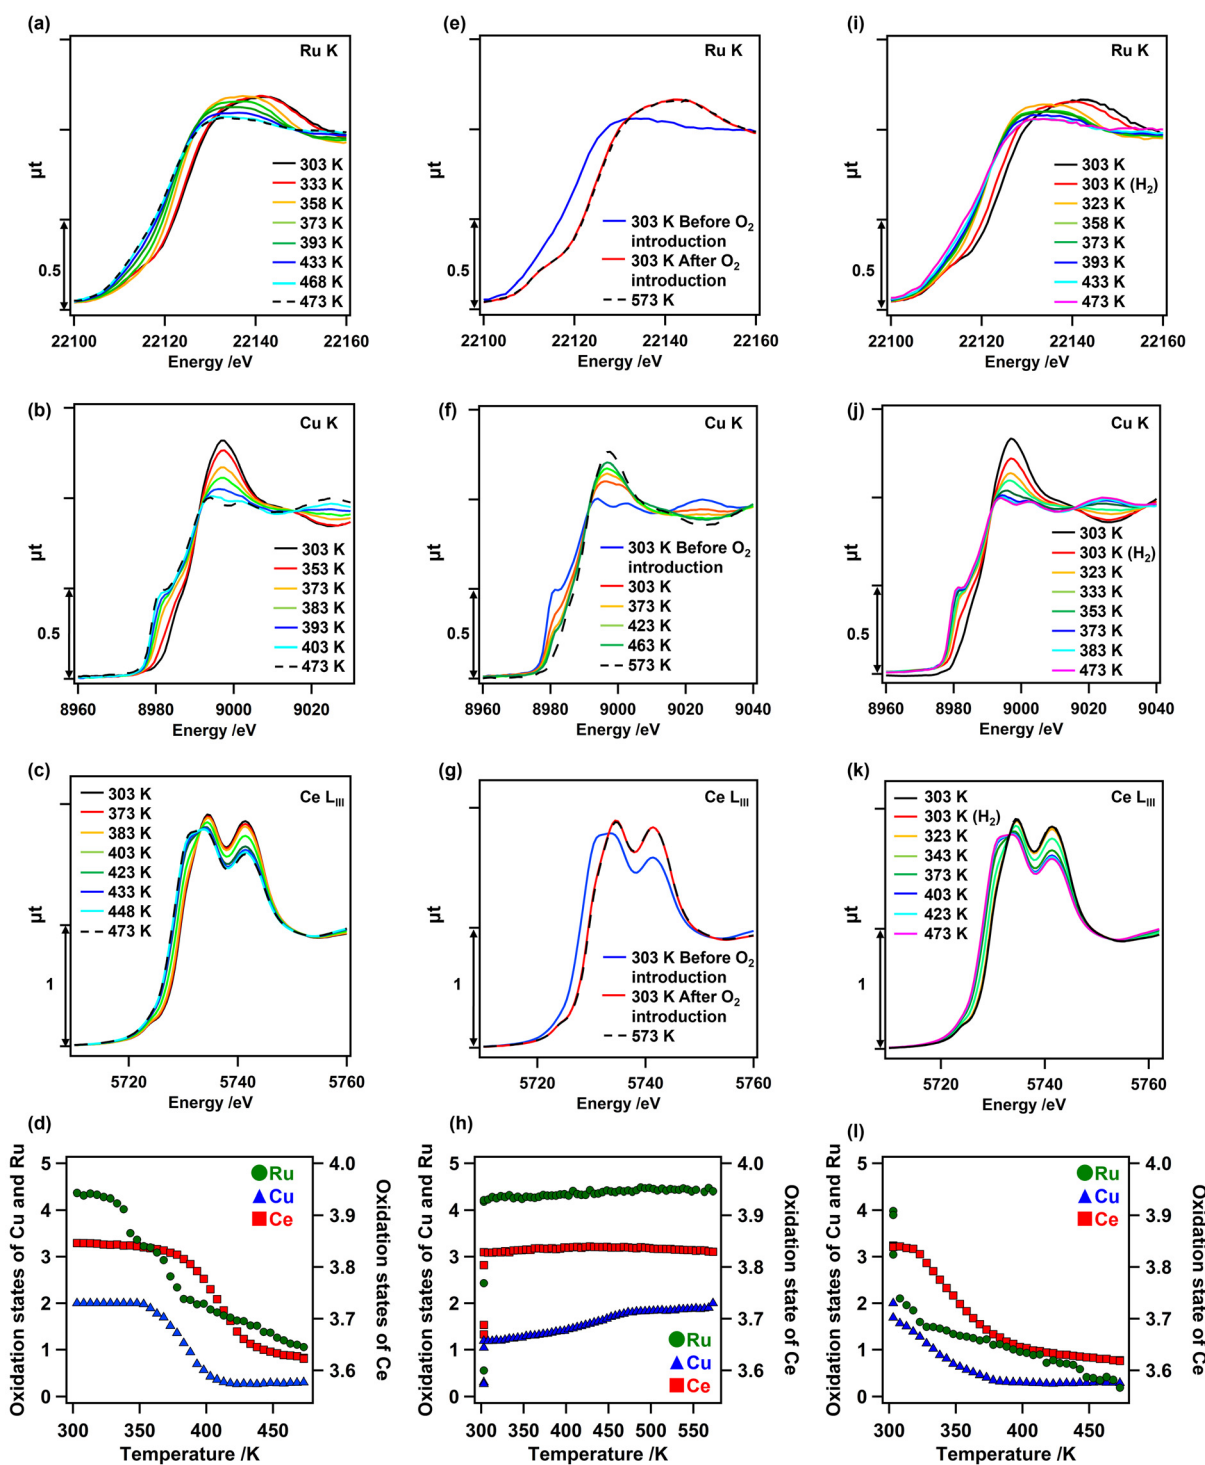 (a)
Ru K
μt
0.5
303 K
333 K
358 K
373 K
393 K
433 K
468 K
473 K
22100 22120 22140 22160
Energy /eV
(e)
Ru K
μt
0.5
303 K Before O₂
introduction
303 K After O₂
introduction
573 K
22100 22120 22140 22160
Energy /eV
(i)
Ru K
μt
0.5
303 K
303 K (H₂)
323 K
358 K
373 K
393 K
433 K
473 K
22100 22120 22140 22160
Energy /eV
(b)
Cu K
μt
0.5
303 K
353 K
373 K
383 K
393 K
403 K
473 K
8960 8980 9000 9020
Energy /eV
(f)
Cu K
μt
0.5
303 K Before O₂
introduction
303 K
373 K
423 K
463 K
573 K
8960 8980 9000 9020 9040
Energy /eV
(j)
Cu K
μt
0.5
303 K
303 K (H₂)
323 K
333 K
353 K
373 K
383 K
473 K
8960 8980 9000 9020 9040
Energy /eV
(c)
Ce L_III
μt
1
303 K
373 K
383 K
403 K
423 K
433 K
448 K
473 K
5720 5740 5760
Energy /eV
(g)
Ce L_III
μt
1
303 K Before O₂
introduction
303 K After O₂
introduction
573 K
5720 5740 5760
Energy /eV
(k)
Ce L_III
μt
1
303 K
303 K (H₂)
323 K
343 K
373 K
403 K
423 K
473 K
5720 5740 5760
Energy /eV
(d)
Oxidation states of Cu and Ru
5
4
3
2
1
0
Ru
Cu
Ce
4.0
3.9
3.8
3.7
3.6
Oxidation states of Ce
300 350 400 450
Temperature /K
(h)
Oxidation states of Cu and Ru
5
4
3
2
1
0
Ru
Cu
Ce
4.0
3.9
3.8
3.7
3.6
Oxidation state of Ce
300 350 400 450 500 550
Temperature /K
(l)
Oxidation states of Cu and Ru
5
4
3
2
1
0
Ru
Cu
Ce
4.0
3.9
3.8
3.7
3.6
Oxidation state of Ce
300 350 400 450
Temperature /K